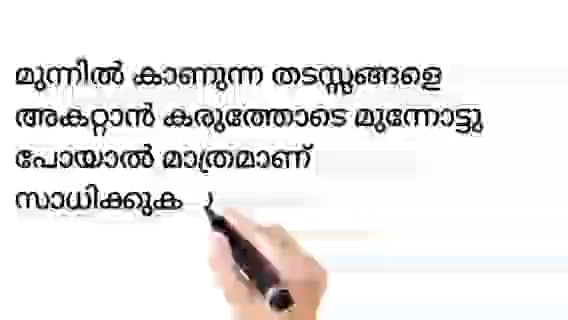 മുന്നിൽ കാണുന്ന തടസ്സങ്ങളെ
അകറ്റാൻ കരുത്തോടെ മുന്നോട്ടു
പോയാൽ മാത്രമാണ്
സാധിക്കുക